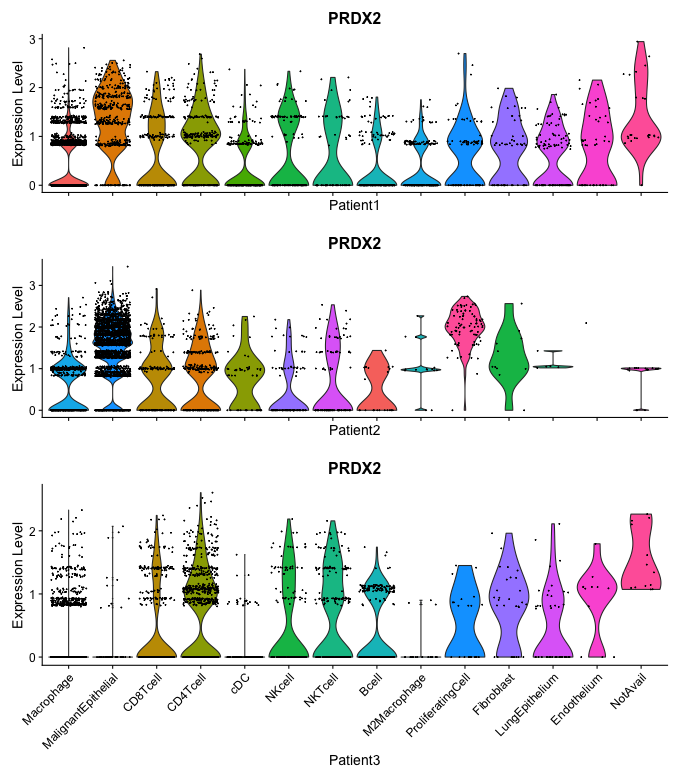 PRDX2
Expression Level
3
2
1
0
Patient1
PRDX2
Expression Level
3
2
1
0
Patient2
PRDX2
Expression Level
2
1
0
Macrophage
MalignantEpithelial
CD8Tcell
CD4Tcell
cDC
NKcell
NKTcell
Bcell
M2Macrophage
ProliferatingCell
Fibroblast
LungEpithelium
Endothelium
NotAvail
Patient3